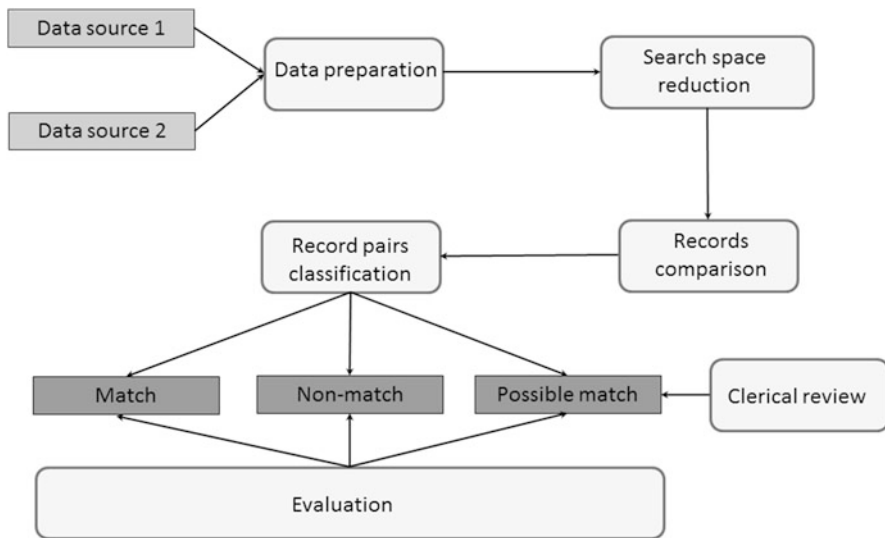 Data source 1
Data preparation
Search space
reduction
Data source 2
Record pairs
classification
Records
comparison
Match
Non-match
Possible match
Clerical review
Evaluation